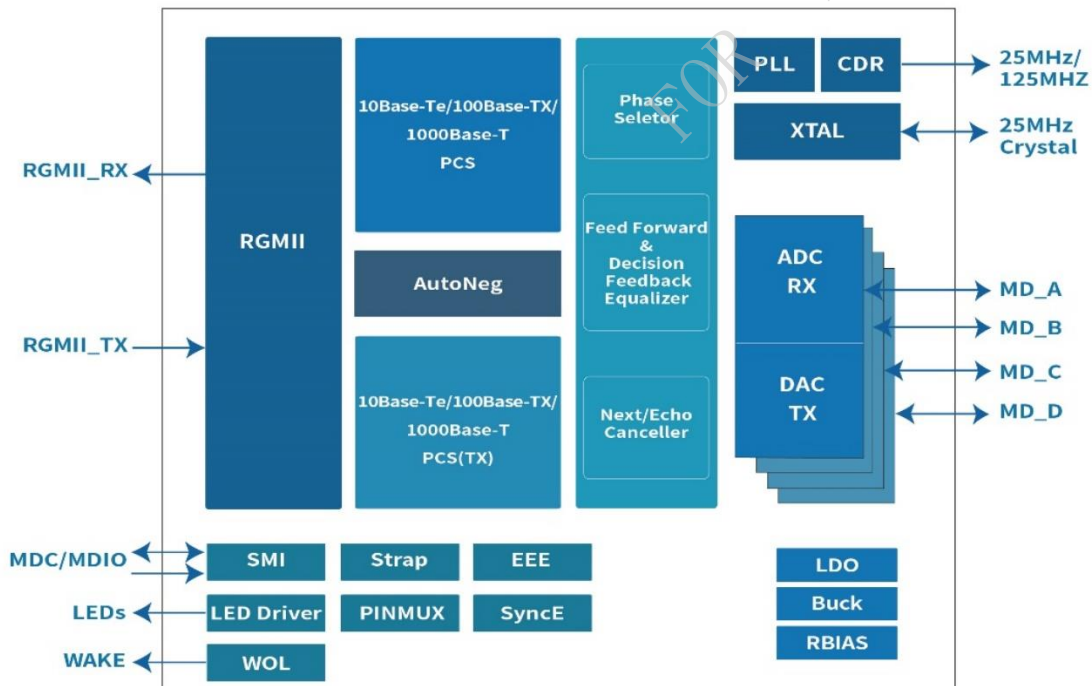 FOR
RGMII_RX
RGMII_TX
RGMII
10Base-Te/100Base-TX/
1000Base-T
PCS
AutoNeg
10Base-Te/100Base-TX/
1000Base-T
PCS(TX)
Phase
Seletor
Feed Forward
&
Decision
Feedback
Equalizer
Next/Echo
Canceller
PLL
CDR
25MHz/
125MHZ
XTAL
25MHz
Crystal
ADC
RX
DAC
TX
MD_A
MD_B
MD_C
MD_D
MDC/MDIO
SMI
Strap
EEE
LDO
LEDs
LED Driver
PINMUX
SyncE
Buck
WAKE
WOL
RBIAS